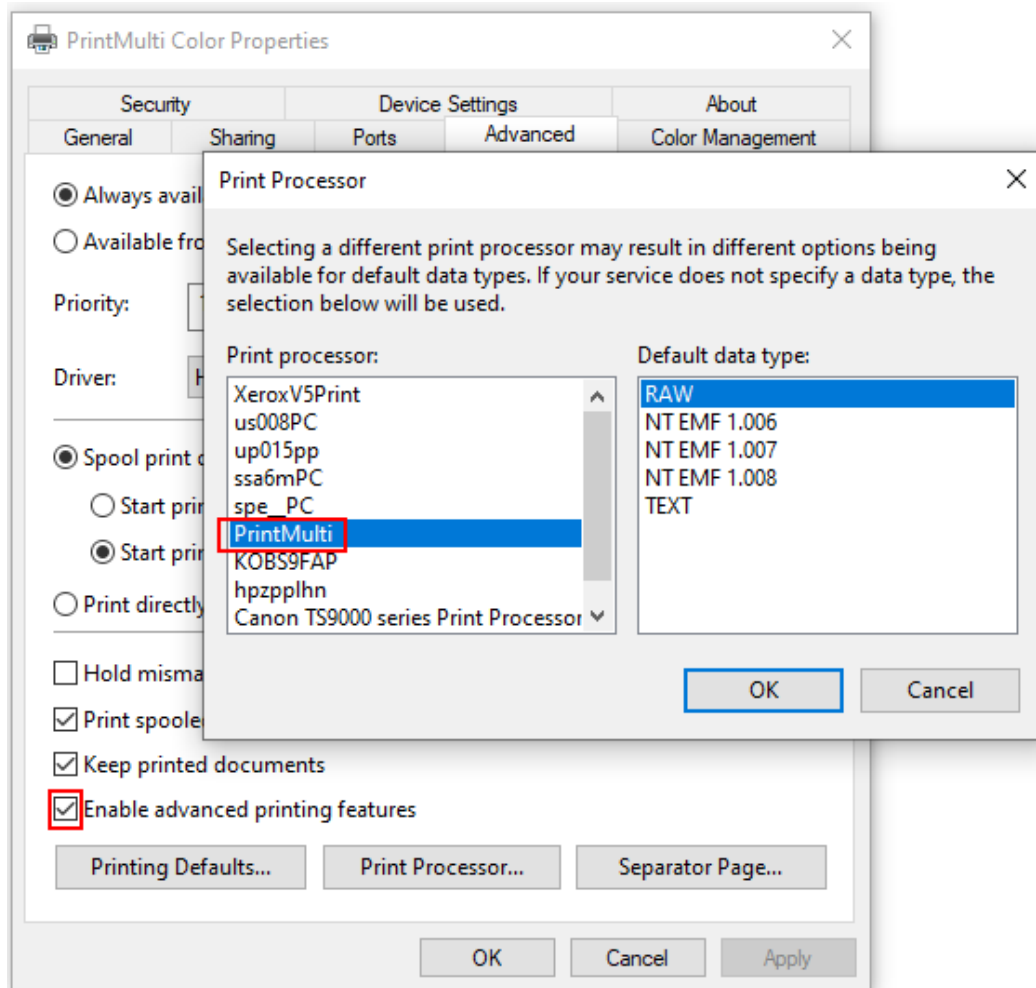 PrintMulti Color Properties
Security Device Settings About
General Sharing Ports Advanced Color Management
Print Processor
Always avail
Available fro
Selecting a different print processor may result in different options being
available for default data types. If your service does not specify a data type, the
selection below will be used.
Priority:
Print processor: Default data type:
Driver:
XeroxV5Print RAW
us008PC NT EMF 1.006
up015pp NT EMF 1.007
ssa6mPC NT EMF 1.008
spe__PC TEXT
PrintMulti
KOBS9FAP
hpzpplhn
Canon TS9000 series Print Processor
Spool print
Start prin
Start prin
Print directly
Hold misma
OK Cancel
Print spoole
Keep printed documents
Enable advanced printing features
Printing Defaults... Print Processor... Separator Page...
OK Cancel Apply